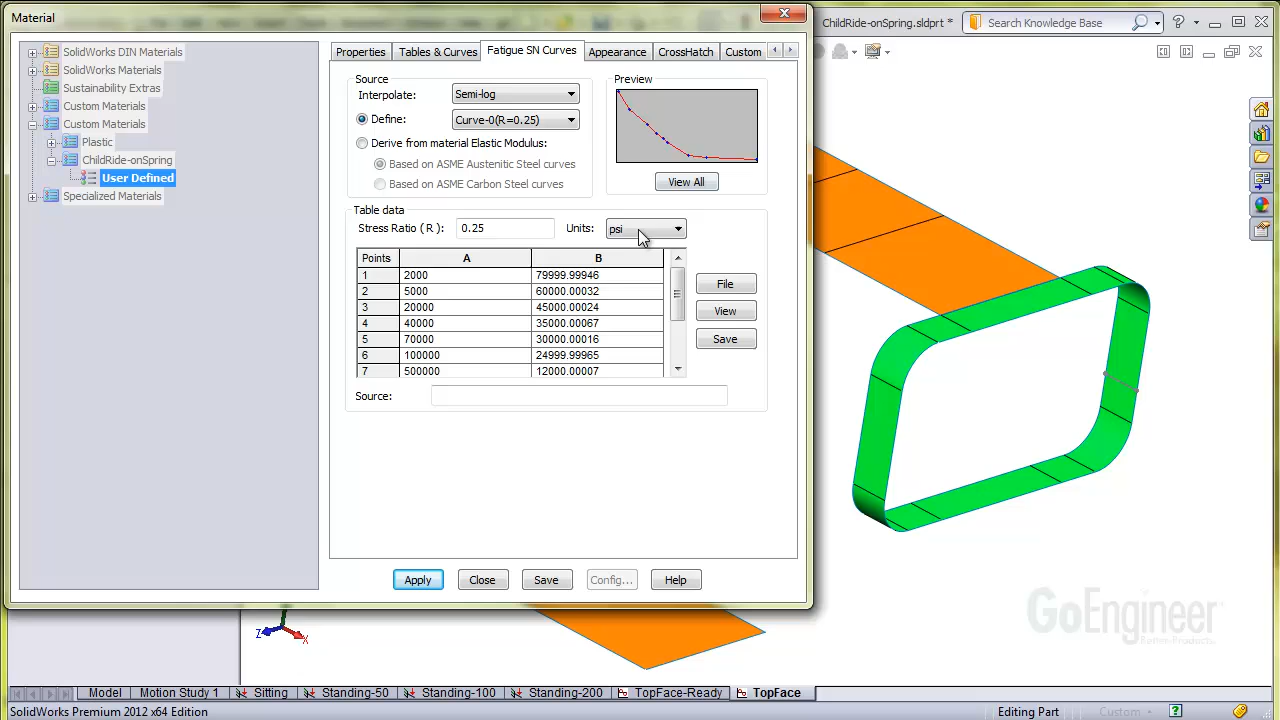 Material
ChildRide-onSpring.sldprt *
Search Knowledge Base
?
SolidWorks DIN Materials
SolidWorks Materials
Sustainability Extras
Custom Materials
Custom Materials
Plastic
ChildRide-onSpring
User Defined
Specialized Materials
Properties
Tables & Curves
Fatigue SN Curves
Appearance
CrossHatch
Custom
Source
Interpolate:
Semi-log
Define:
Curve-0(R=0.25)
Derive from material Elastic Modulus:
Based on ASME Austenitic Steel curves
Based on ASME Carbon Steel curves
Preview
View All
Table data
Stress Ratio ( R ):
0.25
Units:
psi
Points A B
1 2000 79999.99946
2 5000 60000.00032
3 20000 45000.00024
4 40000 35000.00067
5 70000 30000.00016
6 100000 24999.99965
7 500000 12000.00007
File
View
Save
Source:
Apply
Close
Save
Config...
Help
GoEngineer
Z
X
Model
Motion Study 1
Sitting
Standing-50
Standing-100
Standing-200
TopFace-Ready
TopFace
SolidWorks Premium 2012 x64 Edition
Editing Part
Custom
?